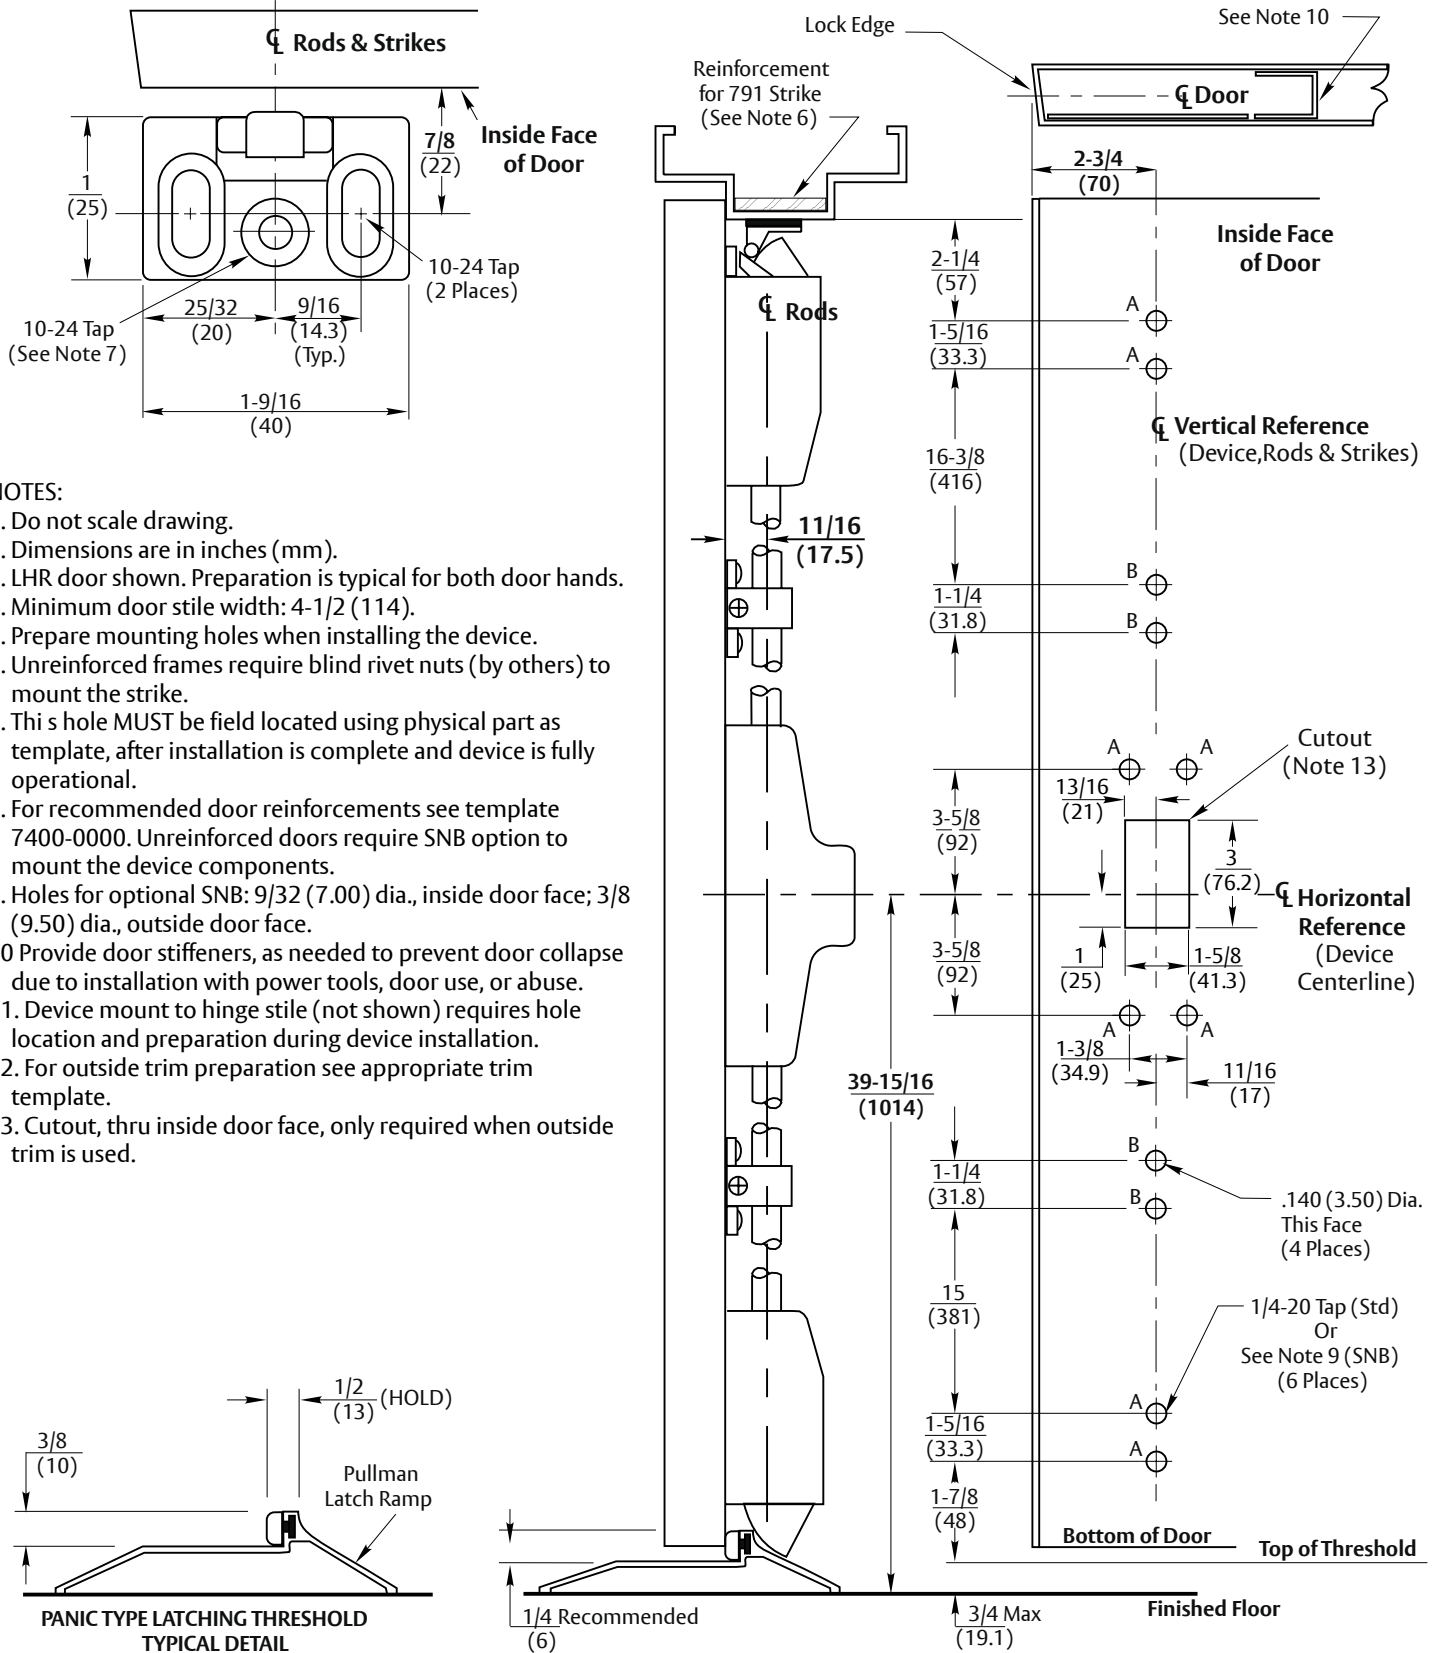 ℄ Rods & Strikes
Inside Face
of Door
7/8
(22)
1
(25)
10-24 Tap
(2 Places)
25/32
(20)
9/16
(14.3)
(Typ.)
10-24 Tap
(See Note 7)
1-9/16
(40)
NOTES:
. Do not scale drawing.
. Dimensions are in inches (mm).
. LHR door shown. Preparation is typical for both door hands.
. Minimum door stile width: 4-1/2 (114).
. Prepare mounting holes when installing the device.
. Unreinforced frames require blind rivet nuts (by others) to
mount the strike.
. Thi s hole MUST be field located using physical part as
template, after installation is complete and device is fully
operational.
. For recommended door reinforcements see template
7400-0000. Unreinforced doors require SNB option to
mount the device components.
. Holes for optional SNB: 9/32 (7.00) dia., inside door face; 3/8
(9.50) dia., outside door face.
0 Provide door stiffeners, as needed to prevent door collapse
due to installation with power tools, door use, or abuse.
1. Device mount to hinge stile (not shown) requires hole
location and preparation during device installation.
2. For outside trim preparation see appropriate trim
template.
3. Cutout, thru inside door face, only required when outside
trim is used.
1/2
(13)
(HOLD)
3/8
(10)
Pullman
Latch Ramp
PANIC TYPE LATCHING THRESHOLD
TYPICAL DETAIL
Lock Edge
Reinforcement
for 791 Strike
(See Note 6)
℄ Rods
11/16
(17.5)
39-15/16
(1014)
1/4 Recommended
(6)
See Note 10
℄ Door
2-3/4
(70)
Inside Face
of Door
2-1/4
(57)
A
1-5/16
(33.3)
A
℄ Vertical Reference
(Device,Rods & Strikes)
16-3/8
(416)
B
1-1/4
(31.8)
B
A
A
Cutout
(Note 13)
13/16
(21)
3-5/8
(92)
3
(76.2)
℄ Horizontal
Reference
(Device
Centerline)
3-5/8
(92)
1
(25)
1-5/8
(41.3)
A
A
1-3/8
(34.9)
11/16
(17)
B
1-1/4
(31.8)
B
.140 (3.50) Dia.
This Face
(4 Places)
15
(381)
1/4-20 Tap (Std)
Or
See Note 9 (SNB)
(6 Places)
A
1-5/16
(33.3)
A
1-7/8
(48)
Bottom of Door
Top of Threshold
3/4 Max
(19.1)
Finished Floor